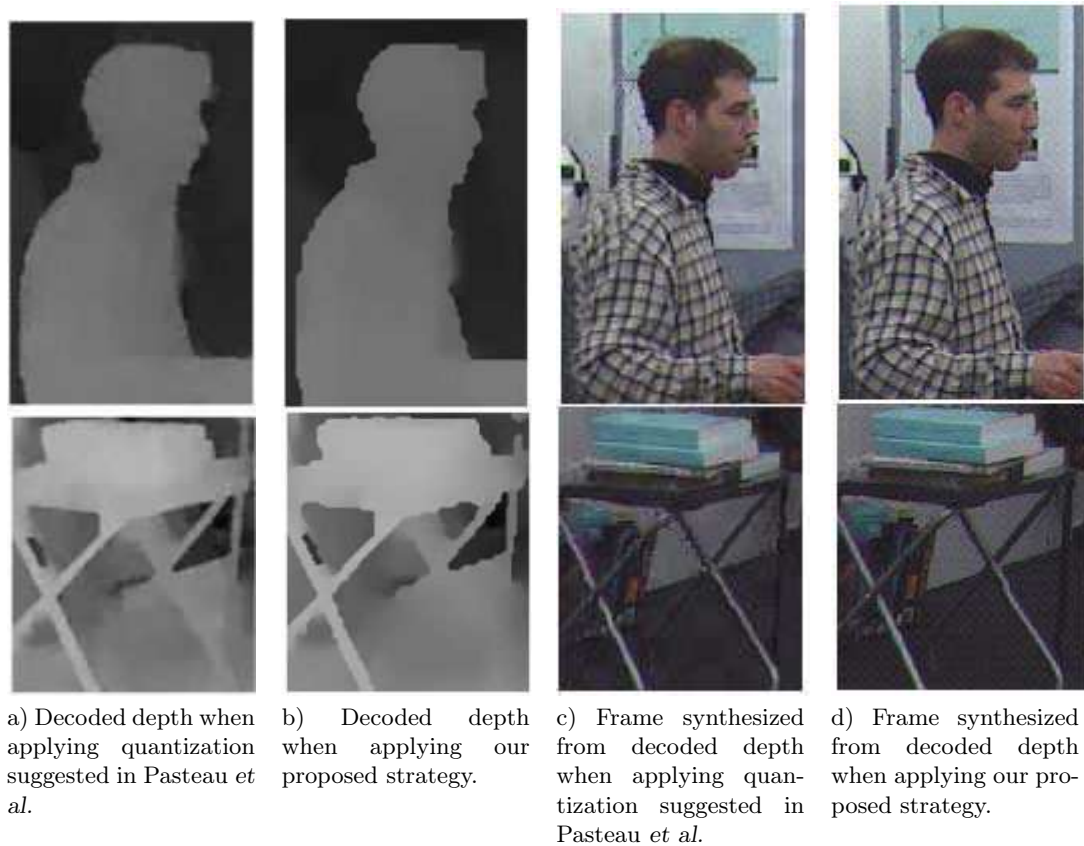 a) Decoded depth when
applying quantization
suggested in Pasteau et
al.
b) Decoded depth
when applying our
proposed strategy.
c) Frame synthesized
from decoded depth
when applying quan-
tization suggested in
Pasteau et al.
d) Frame synthesized
from decoded depth
when applying our pro-
posed strategy.